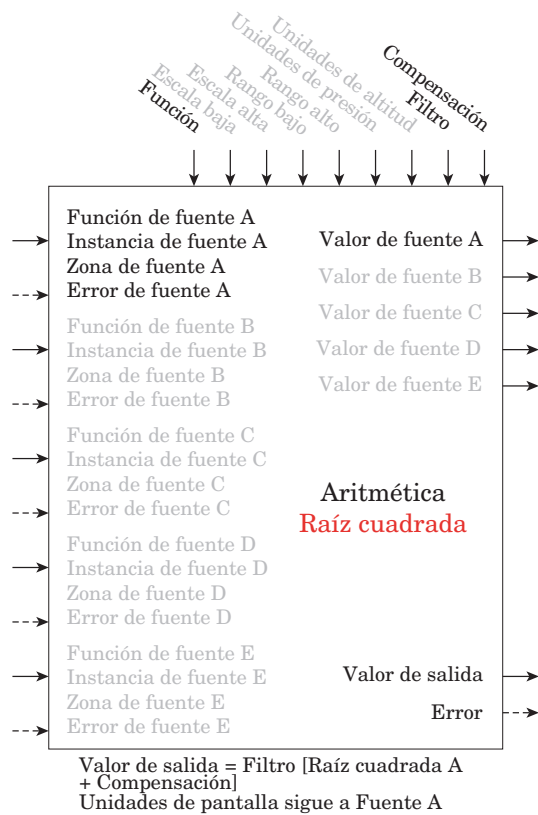 Función
Escala baja
Escala alta
Rango bajo
Rango alto
Unidades de presión
Unidades de altitud
Filtro
Compensación
Función de fuente A
Instancia de fuente A
Zona de fuente A
Error de fuente A
Función de fuente B
Instancia de fuente B
Zona de fuente B
Error de fuente B
Función de fuente C
Instancia de fuente C
Zona de fuente C
Error de fuente C
Función de fuente D
Instancia de fuente D
Zona de fuente D
Error de fuente D
Función de fuente E
Instancia de fuente E
Zona de fuente E
Error de fuente E
Valor de fuente A
Valor de fuente B
Valor de fuente C
Valor de fuente D
Valor de fuente E
Aritmética
Raíz cuadrada
Valor de salida
Error
Valor de salida = Filtro [Raíz cuadrada A
+ Compensación]
Unidades de pantalla sigue a Fuente A